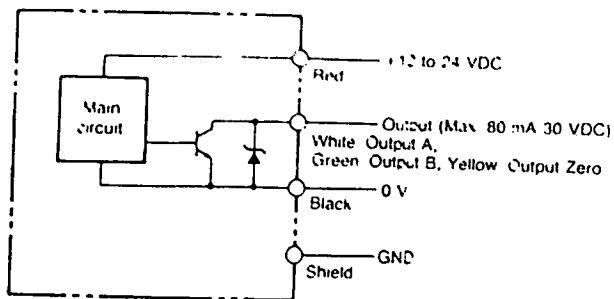 +12 to 24 VDC
Red
Main
circuit
Output (Max. 80 mA 30 VDC)
White Output A,
Green Output B, Yellow Output Zero
0 V
Black
GND
Shield